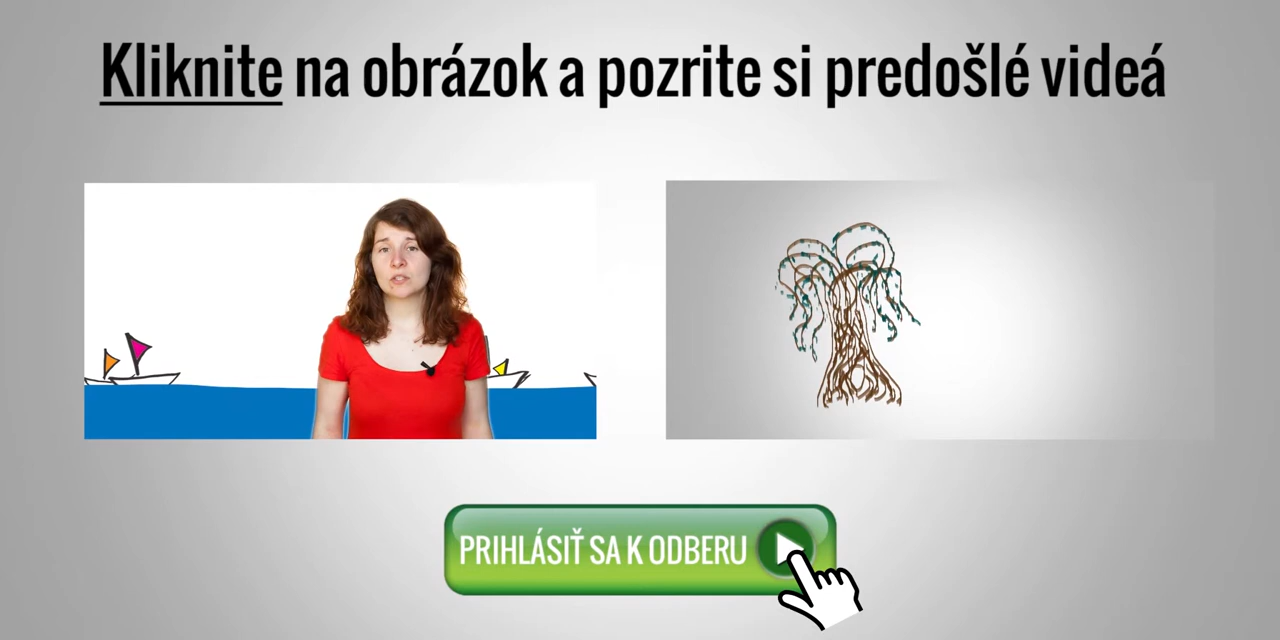 Kliknite na obrázok a pozrite si predošlé videá
PRIHLÁSIŤ SA K ODBERU